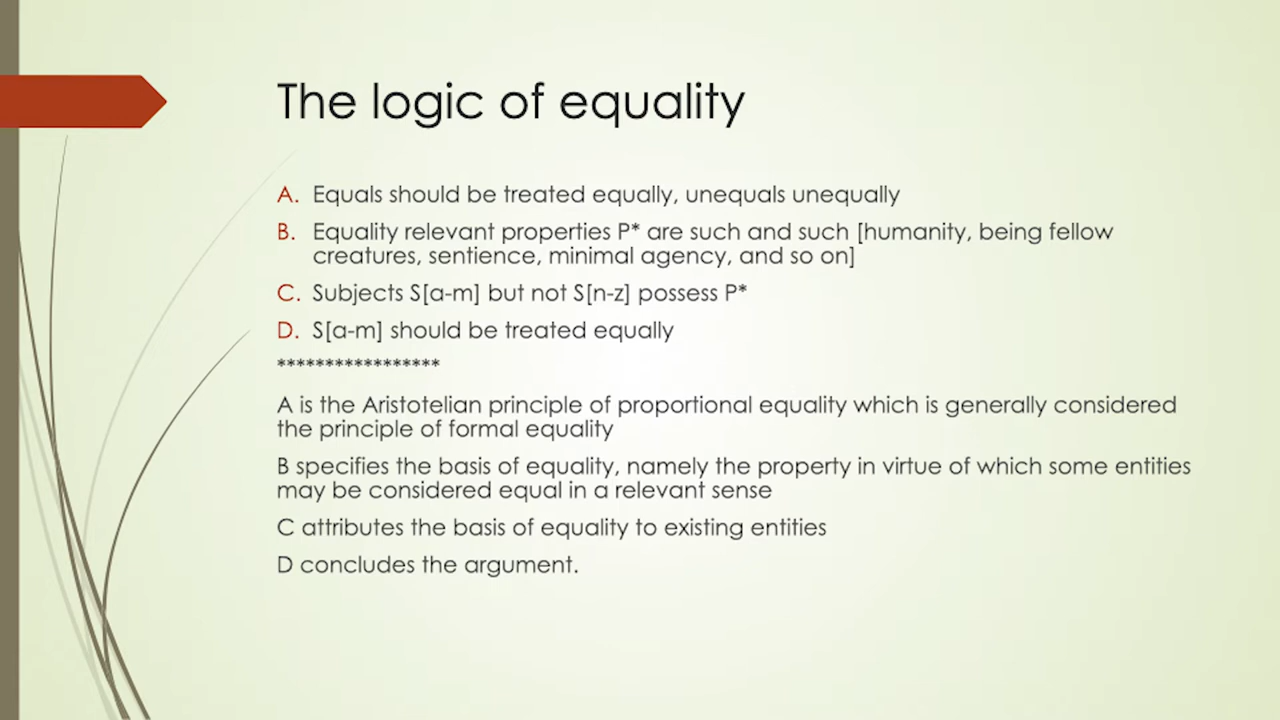 The logic of equality
A. Equals should be treated equally, unequals unequally
B. Equality relevant properties P* are such and such [humanity, being fellow
creatures, sentience, minimal agency, and so on]
C. Subjects S[a-m] but not S[n-z] possess P*
D. S[a-m] should be treated equally
*****************
A is the Aristotelian principle of proportional equality which is generally considered
the principle of formal equality
B specifies the basis of equality, namely the property in virtue of which some entities
may be considered equal in a relevant sense
C attributes the basis of equality to existing entities
D concludes the argument.